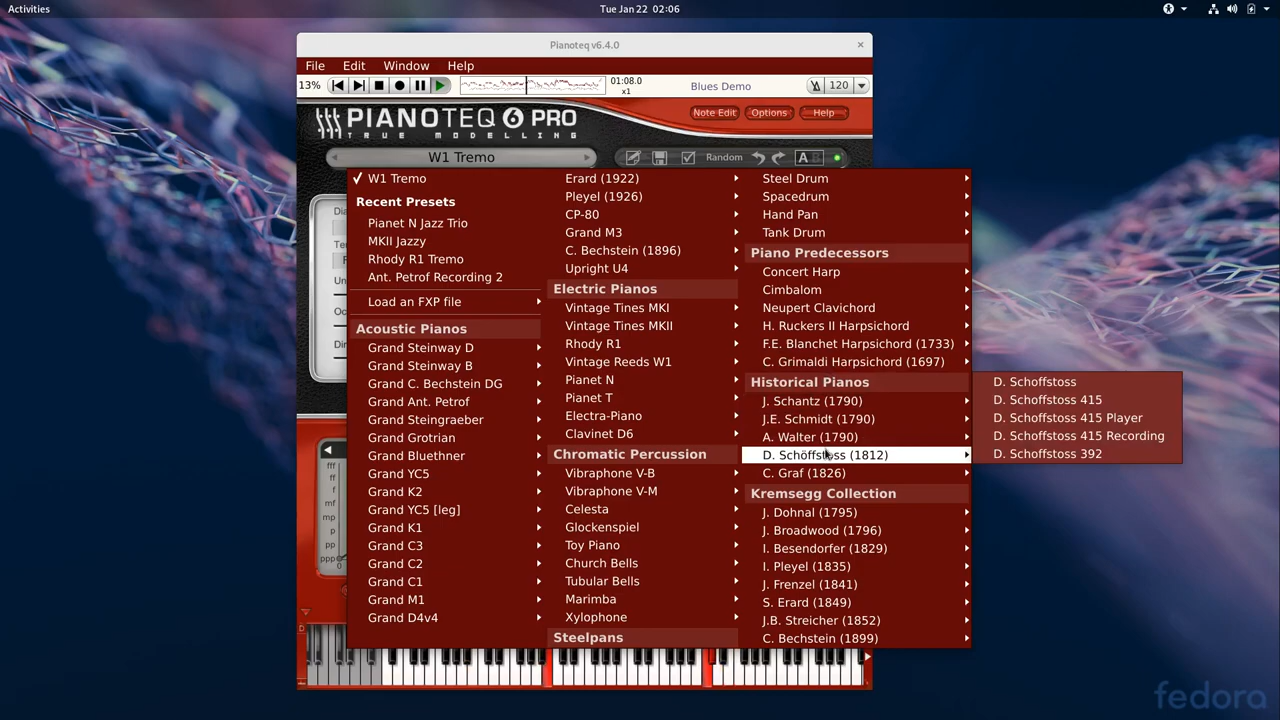 Activities
Tue Jan 22 02:06
Pianoteq v6.4.0
File Edit Window Help
13%
01:08.0
x1
Blues Demo
120
PIANOTEQ 6 PRO
TRUE MODELLING
Note Edit Options Help
W1 Tremo
Random
A B
✓ W1 Tremo
Recent Presets
Pianet N Jazz Trio
MKII Jazzy
Rhody R1 Tremo
Ant. Petrof Recording 2
Load an FXP file
Acoustic Pianos
Grand Steinway D
Grand Steinway B
Grand C. Bechstein DG
Grand Ant. Petrof
Grand Steingraeber
Grand Grotrian
Grand Bluethner
Grand YC5
Grand K2
Grand YC5 [leg]
Grand K1
Grand C3
Grand C2
Grand C1
Grand M1
Grand D4v4
Erard (1922)
Pleyel (1926)
CP-80
Grand M3
C. Bechstein (1896)
Upright U4
Electric Pianos
Vintage Tines MKI
Vintage Tines MKII
Rhody R1
Vintage Reeds W1
Pianet N
Pianet T
Electra-Piano
Clavinet D6
Chromatic Percussion
Vibraphone V-B
Vibraphone V-M
Celesta
Glockenspiel
Toy Piano
Church Bells
Tubular Bells
Marimba
Xylophone
Steelpans
Steel Drum
Spacedrum
Hand Pan
Tank Drum
Piano Predecessors
Concert Harp
Cimbalom
Neupert Clavichord
H. Ruckers II Harpsichord
F.E. Blanchet Harpsichord (1733)
C. Grimaldi Harpsichord (1697)
Historical Pianos
J. Schantz (1790)
J.E. Schmidt (1790)
A. Walter (1790)
D. Schöffstoss (1812)
C. Graf (1826)
Kremsegg Collection
J. Dohnal (1795)
J. Broadwood (1796)
I. Besendorfer (1829)
I. Pleyel (1835)
J. Frenzel (1841)
S. Erard (1849)
J.B. Streicher (1852)
C. Bechstein (1899)
D. Schoffstoss
D. Schoffstoss 415
D. Schoffstoss 415 Player
D. Schoffstoss 415 Recording
D. Schoffstoss 392
fff
ff
f
mf
mp
p
pp
ppp
0
D
fedora